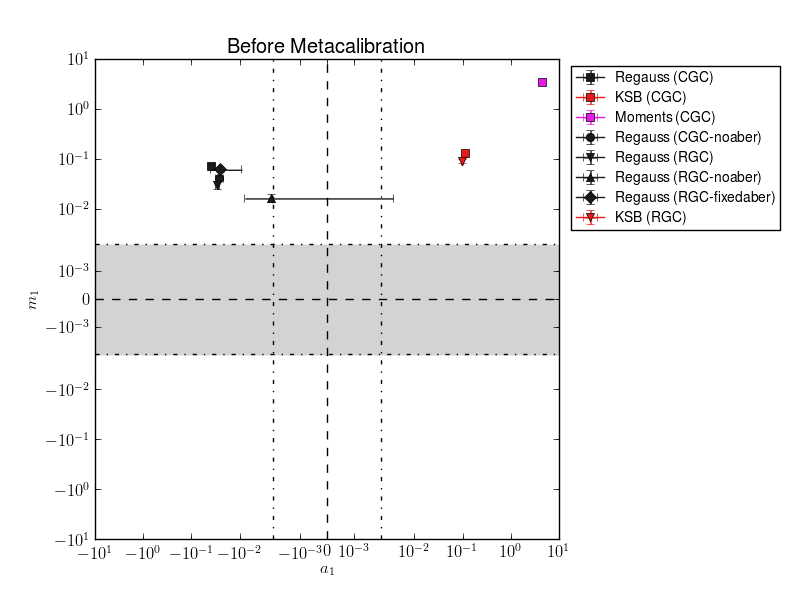 Before Metacalibration
10^1
10^0
10^-1
10^-2
10^-3
0
−10^-3
−10^-2
−10^-1
−10^0
−10^1
m_1
−10^1
−10^0
−10^-1
−10^-2
−10^-3
0
10^-3
10^-2
10^-1
10^0
10^1
a_1
Regauss (CGC)
KSB (CGC)
Moments (CGC)
Regauss (CGC-noaber)
Regauss (RGC)
Regauss (RGC-noaber)
Regauss (RGC-fixedaber)
KSB (RGC)